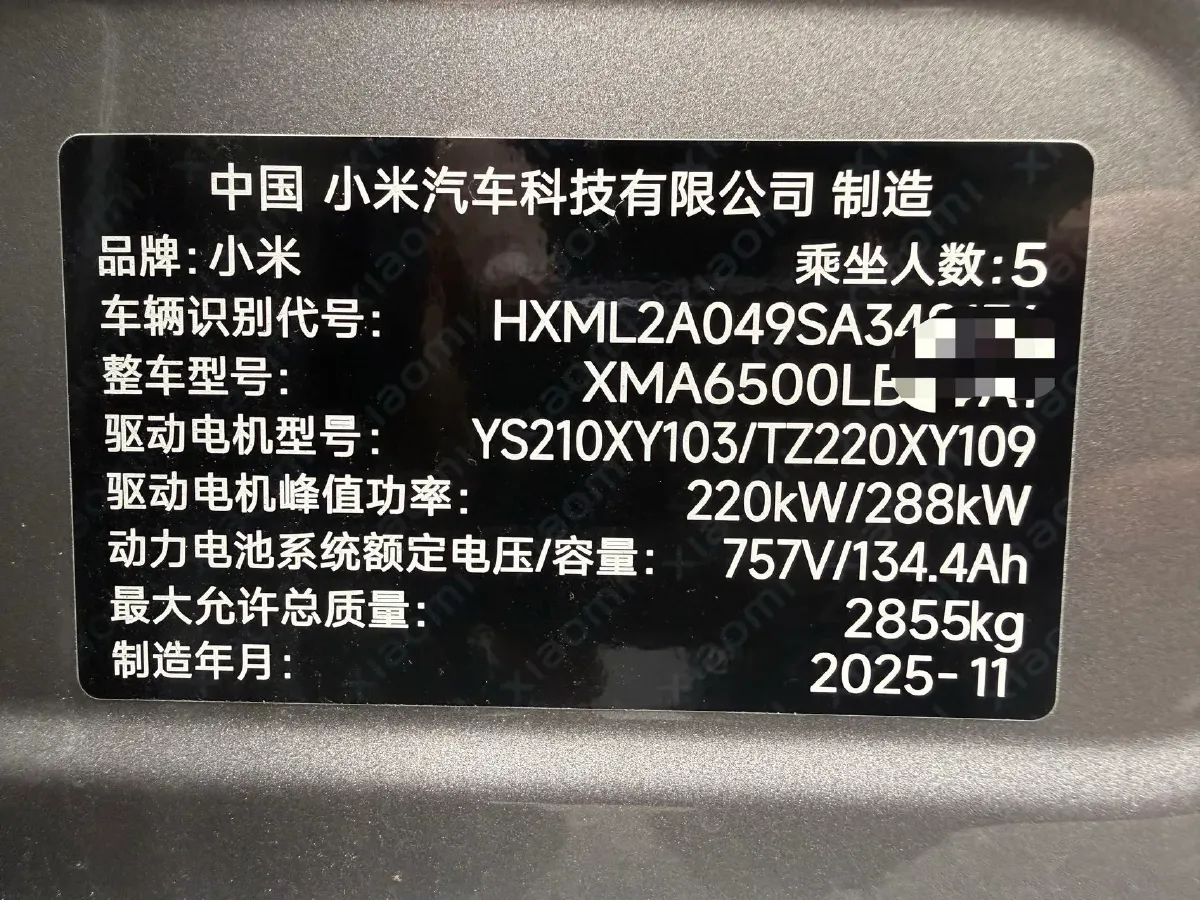 中国 小米汽车科技有限公司 制造
品牌:小米 乘坐人数:5
车辆识别代号: HXML2A049SA34
整车型号: XMA6500L
驱动电机型号: YS210XY103/TZ220XY109
驱动电机峰值功率: 220kW/288kW
动力电池系统额定电压/容量: 757V/134.4Ah
最大允许总质量: 2855kg
制造年月: 2025-11